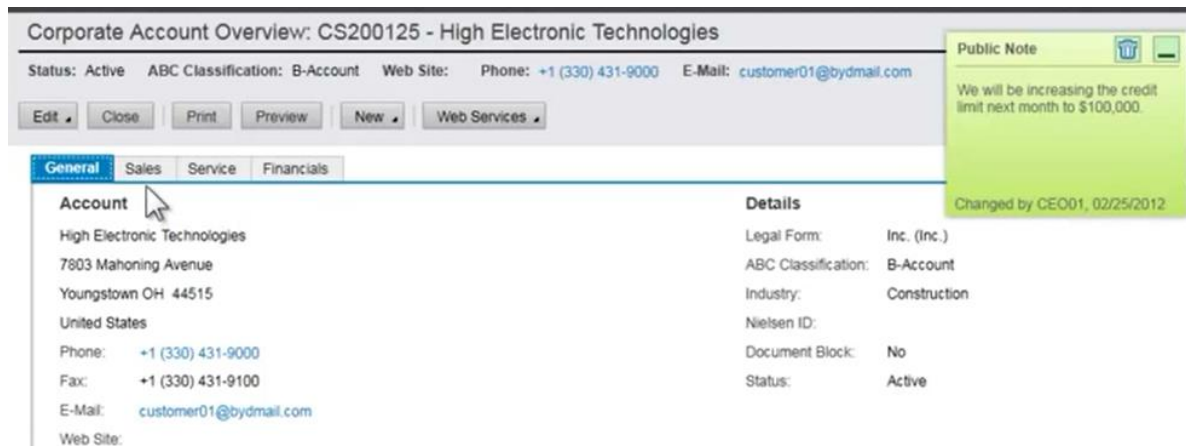 Corporate Account Overview: CS200125 - High Electronic Technologies
Status: Active ABC Classification: B-Account Web Site: Phone: +1 (330) 431-9000 E-Mail: customer01@bydmail.com
Edit Close Print Preview New Web Services
Public Note
We will be increasing the credit
limit next month to $100,000.
Changed by CEO01, 02/25/2012
General Sales Service Financials
Account
High Electronic Technologies
7803 Mahoning Avenue
Youngstown OH 44515
United States
Phone: +1 (330) 431-9000
Fax: +1 (330) 431-9100
E-Mail: customer01@bydmail.com
Web Site:
Details
Legal Form: Inc. (Inc.)
ABC Classification: B-Account
Industry: Construction
Nielsen ID:
Document Block: No
Status: Active